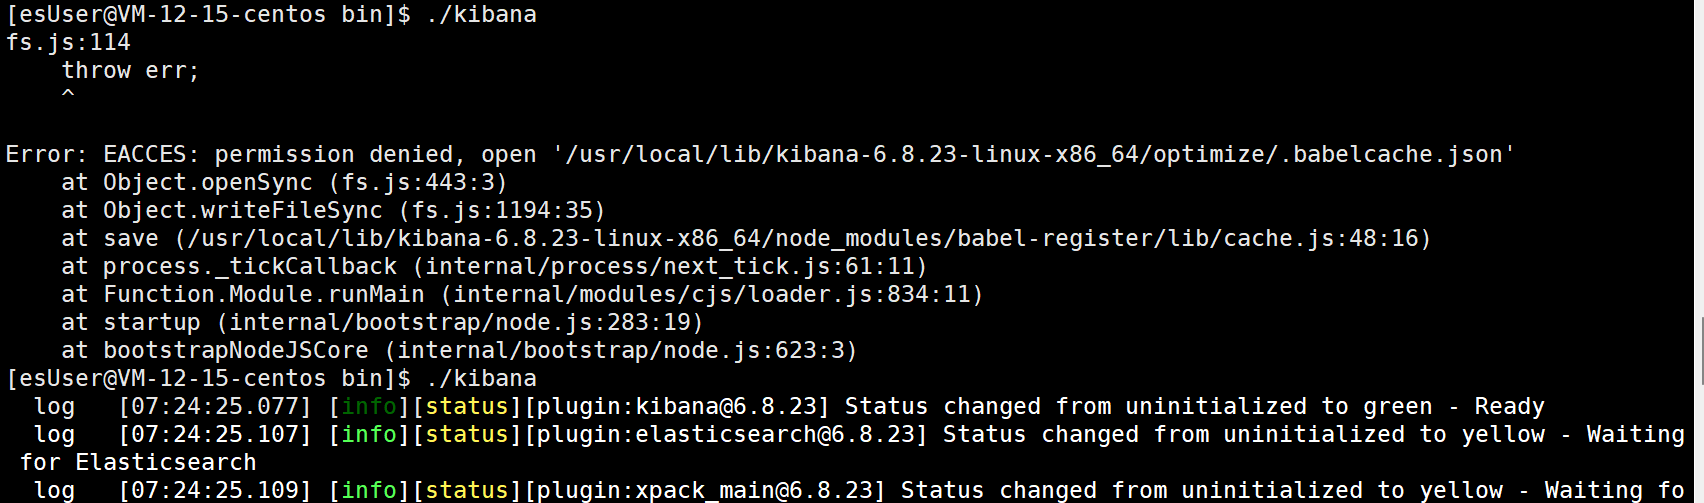 [esUser@VM-12-15-centos bin]$ ./kibana
fs.js:114
    throw err;
    ^
Error: EACCES: permission denied, open '/usr/local/lib/kibana-6.8.23-linux-x86_64/optimize/.babelcache.json'
    at Object.openSync (fs.js:443:3)
    at Object.writeFileSync (fs.js:1194:35)
    at save (/usr/local/lib/kibana-6.8.23-linux-x86_64/node_modules/babel-register/lib/cache.js:48:16)
    at process._tickCallback (internal/process/next_tick.js:61:11)
    at Function.Module.runMain (internal/modules/cjs/loader.js:834:11)
    at startup (internal/bootstrap/node.js:283:19)
    at bootstrapNodeJSCore (internal/bootstrap/node.js:623:3)
[esUser@VM-12-15-centos bin]$ ./kibana
  log   [07:24:25.077] [info][status][plugin:kibana@6.8.23] Status changed from uninitialized to green - Ready
  log   [07:24:25.107] [info][status][plugin:elasticsearch@6.8.23] Status changed from uninitialized to yellow - Waiting
 for Elasticsearch
  log   [07:24:25.109] [info][status][plugin:xpack_main@6.8.23] Status changed from uninitialized to yellow - Waiting fo